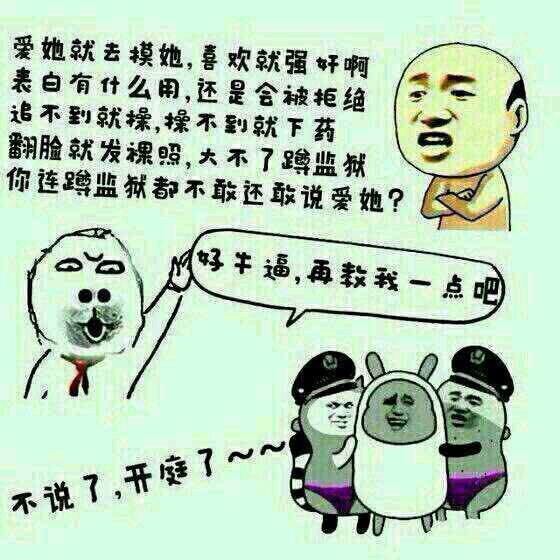 爱她就去摸她,喜欢就强奸啊
表白有什么用,还是会被拒绝
追不到就操,操不到就下药
翻脸就发裸照,大不了蹲监狱
你连蹲监狱都不敢还敢说爱她?
好牛逼,再教我一点吧
不说了,开庭了~~